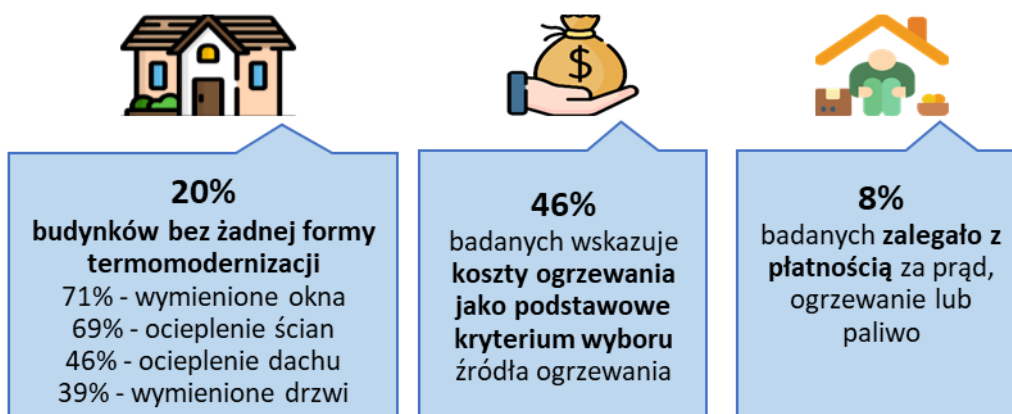 $
20%
budynków bez żadnej formy
termomodernizacji
71% - wymienione okna
69% - ocieplenie ścian
46% - ocieplenie dachu
39% - wymienione drzwi
46%
badanych wskazuje
koszty ogrzewania
jako podstawowe
kryterium wyboru
źródła ogrzewania
8%
badanych zalegało z
płatnością za prąd,
ogrzewanie lub
paliwo